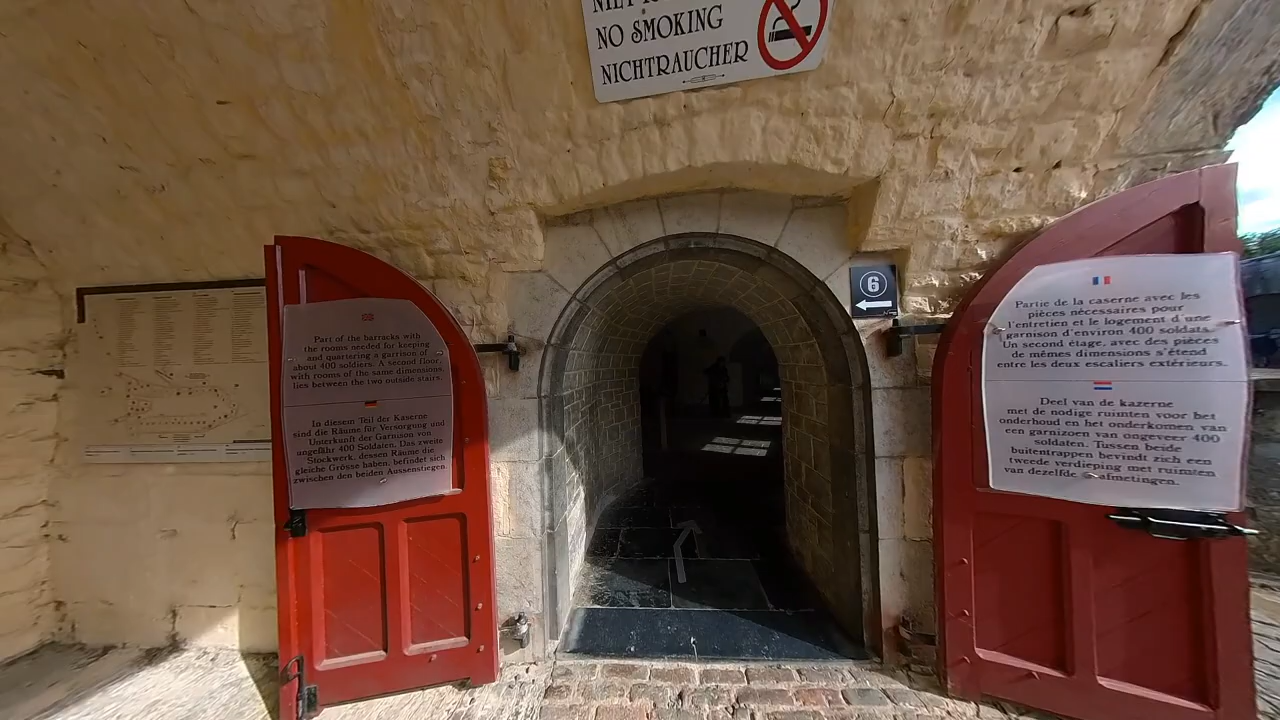 NO SMOKING
NICHTRAUCHER
6
Part of the barracks with
the rooms needed for keeping
and quartering a garrison of
about 400 soldiers. A second floor,
with rooms of the same dimensions,
lies between the two outside stairs.
In diesem Teil der Kaserne
sind die Räume für Versorgung und
Unterkunft der Garnison von
ungefähr 400 Soldaten. Das zweite
Stockwerk, dessen Räume die
gleiche Grösse haben, befindet sich
zwischen den beiden Aussenstiegen
Partie de la caserne avec les
pièces nécessaires pour
l'entretien et le logement d'une
garnison d'environ 400 soldats.
Un second étage, avec des pièces
de mêmes dimensions s'étend
entre les deux escaliers extérieurs.
Deel van de kazerne
met de nodige ruimten voor het
onderhoud en het onderkomen van
een garnizoen van ongeveer 400
soldaten. Tussen beide
buitentrappen bevindt zich een
tweede verdieping met ruimten
van dezelfde afmetingen.